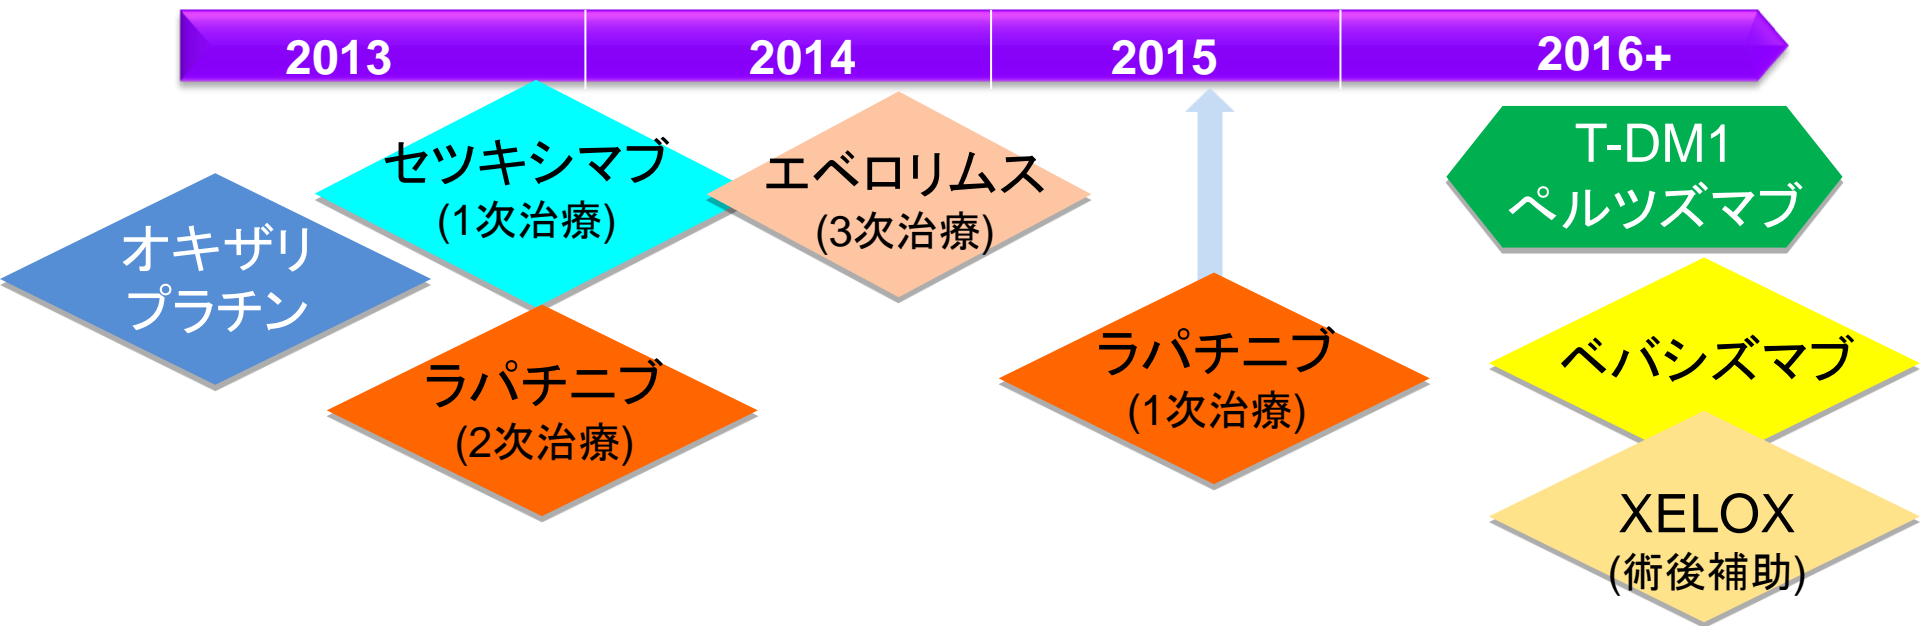 2013
2014
2015
2016+
オキザリ
プラチン
セツキシマブ
(1次治療)
ラパチニブ
(2次治療)
エベロリムス
(3次治療)
ラパチニブ
(1次治療)
T-DM1
ペルツズマブ
ベバシズマブ
XELOX
(術後補助)